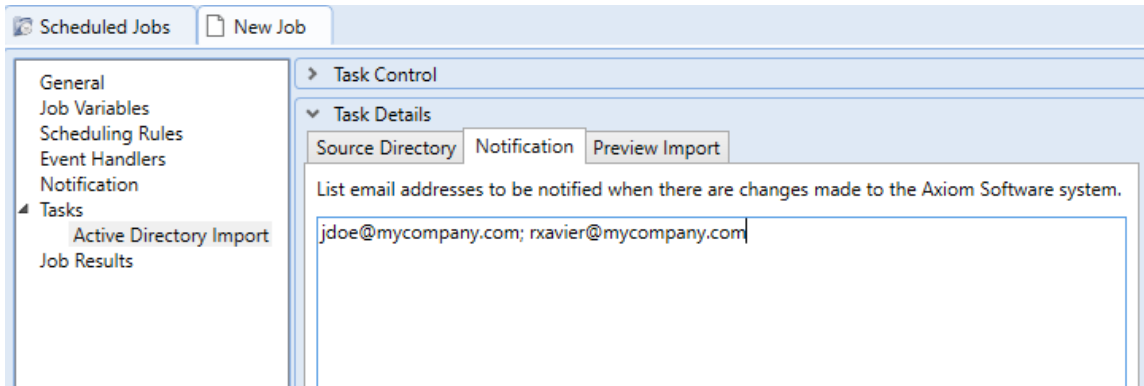 Scheduled Jobs
New Job
General
Job Variables
Scheduling Rules
Event Handlers
Notification
Tasks
Active Directory Import
Job Results
Task Control
Task Details
Source Directory
Notification
Preview Import
List email addresses to be notified when there are changes made to the Axiom Software system.
jdoe@mycompany.com; rxavier@mycompany.com